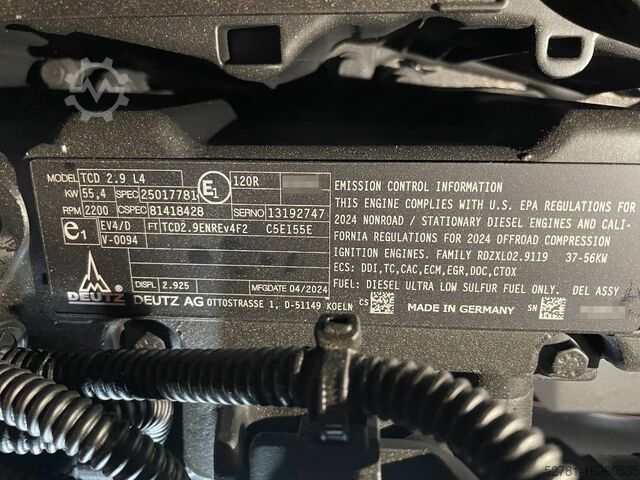 MODEL TCD 2.9 L4
KW 55,4 SPEC 25017781
RPM 2200 CSPEC 81418428
E1 120R
SERNO 13192747
e1 EV4/D FT TCD2.9ENREv4F2 C5E155E
V-0094
DISPL 2.925 MFGDATE 04/2024
DEUTZ DEUTZ AG OTTOSTRASSE 1, D-51149 KOELN
EMISSION CONTROL INFORMATION
THIS ENGINE COMPLIES WITH U.S. EPA REGULATIONS
2024 NONROAD / STATIONARY DIESEL ENGINES AND CALI-
FORNIA REGULATIONS FOR 2024 OFFROAD COMPRESSION
IGNITION ENGINES. FAMILY RDZXL02.9119 37-56KW
ECS: DDI,TC,CAC,ECM,EGR,DOC,CTOX
FUEL: DIESEL ULTRA LOW SULFUR FUEL ONLY. DEL ASSY
CS MADE IN GERMANY SN